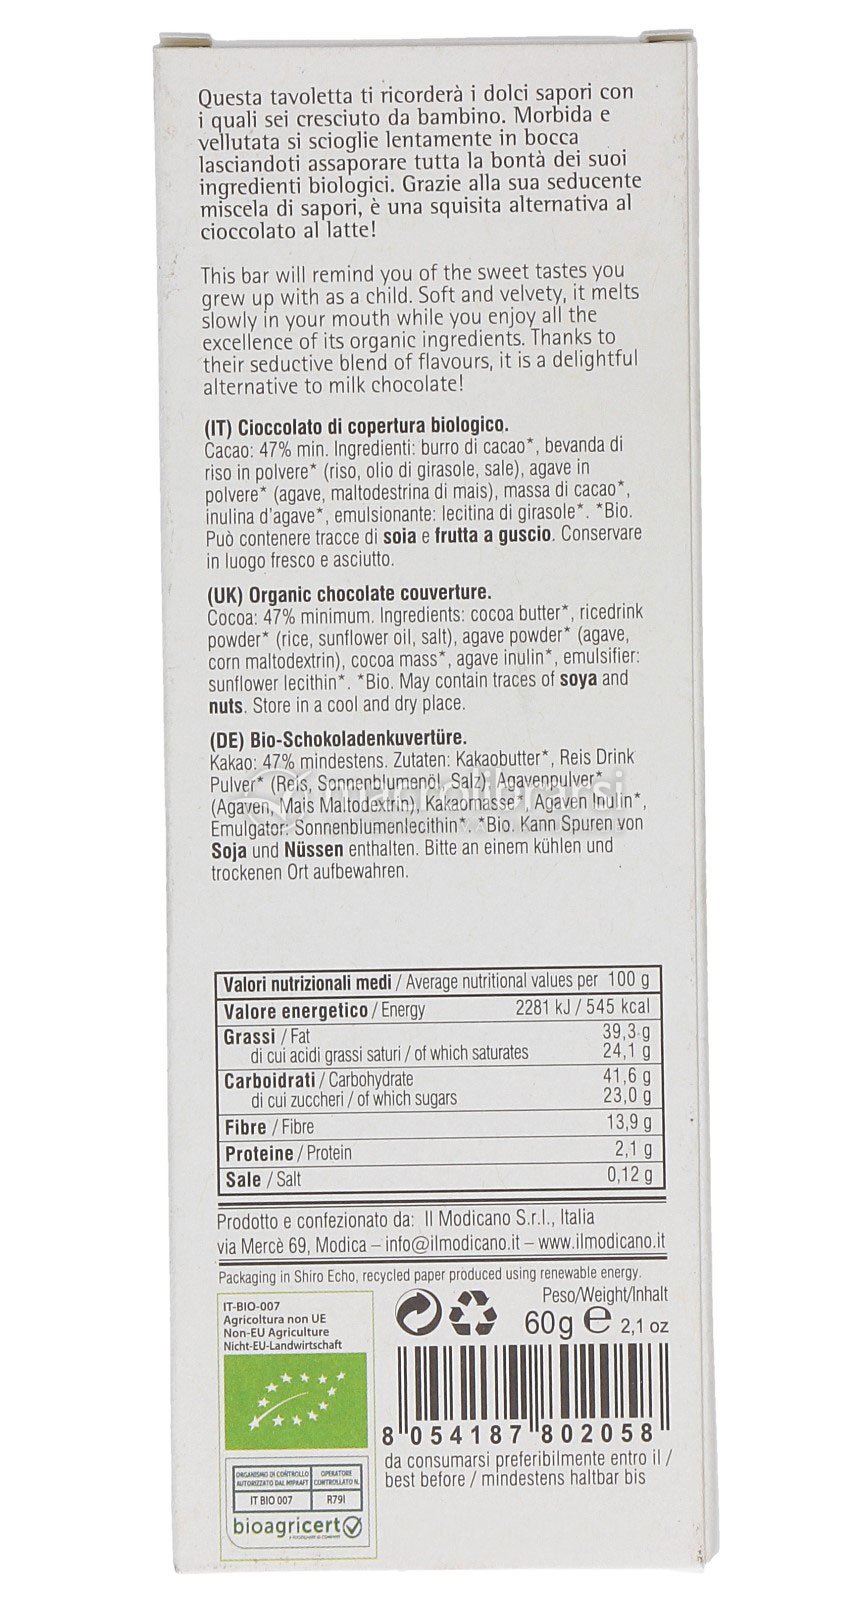 Questa tavoletta ti ricorderà i dolci sapori con
i quali sei cresciuto da bambino. Morbida e
vellutata si scioglie lentamente in bocca
lasciandoti assaporare tutta la bontà dei suoi
ingredienti biologici. Grazie alla sua seducente
miscela di sapori, è una squisita alternativa al
cioccolato al latte!
This bar will remind you of the sweet tastes you
grew up with as a child. Soft and velvety, it melts
slowly in your mouth while you enjoy all the
excellence of its organic ingredients. Thanks to
their seductive blend of flavours, it is a delightful
alternative to milk chocolate!
(IT) Cioccolato di copertura biologico.
Cacao: 47% min. Ingredienti: burro di cacao*, bevanda di
riso in polvere* (riso, olio di girasole, sale), agave in
polvere* (agave, maltodestrina di mais), massa di cacao*,
inulina d'agave*, emulsionante: lecitina di girasole*. *Bio.
Può contenere tracce di soia e frutta a guscio. Conservare
in luogo fresco e asciutto.
(UK) Organic chocolate couverture.
Cocoa: 47% minimum. Ingredients: cocoa butter*, ricedrink
powder* (rice, sunflower oil, salt), agave powder* (agave,
corn maltodextrin), cocoa mass*, agave inulin*, emulsifier:
sunflower lecithin*. *Bio. May contain traces of soya and
nuts. Store in a cool and dry place.
(DE) Bio-Schokoladenkuvertüre.
Kakao: 47% mindestens. Zutaten: Kakaobutter*, Reis Drink
Pulver* (Reis, Sonnenblumenöl, Salz), Agavenpulver*
(Agaven, Mais Maltodextrin), Kakaomasse*, Agaven Inulin*,
Emulgator: Sonnenblumenlecithin*. *Bio. Kann Spuren von
Soja und Nüssen enthalten. Bitte an einem kühlen und
trockenen Ort aufbewahren.
macrolibrarsi
Valori nutrizionali medi / Average nutritional values per 100 g
Valore energetico / Energy 2281 kJ / 545 kcal
Grassi / Fat 39,3 g
di cui acidi grassi saturi / of which saturates 24,1 g
Carboidrati / Carbohydrate 41,6 g
di cui zuccheri / of which sugars 23,0 g
Fibre / Fibre 13,9 g
Proteine / Protein 2,1 g
Sale / Salt 0,12 g
Prodotto e confezionato da: Il Modicano S.r.l., Italia
via Mercè 69, Modica – info@ilmodicano.it – www.ilmodicano.it
Packaging in Shiro Echo, recycled paper produced using renewable energy.
IT-BIO-007
Agricoltura non UE
Non-EU Agriculture
Nicht-EU-Landwirtschaft
Peso/Weight/Inhalt
60g e 2,1 oz
8 054187 802058
da consumarsi preferibilmente entro il /
best before / mindestens haltbar bis
ORGANISMO DI CONTROLLO
AUTORIZZATO DAL MIPAAFT
OPERATORE
CONTROLLATO N.
IT BIO 007
R79I
bioagricert